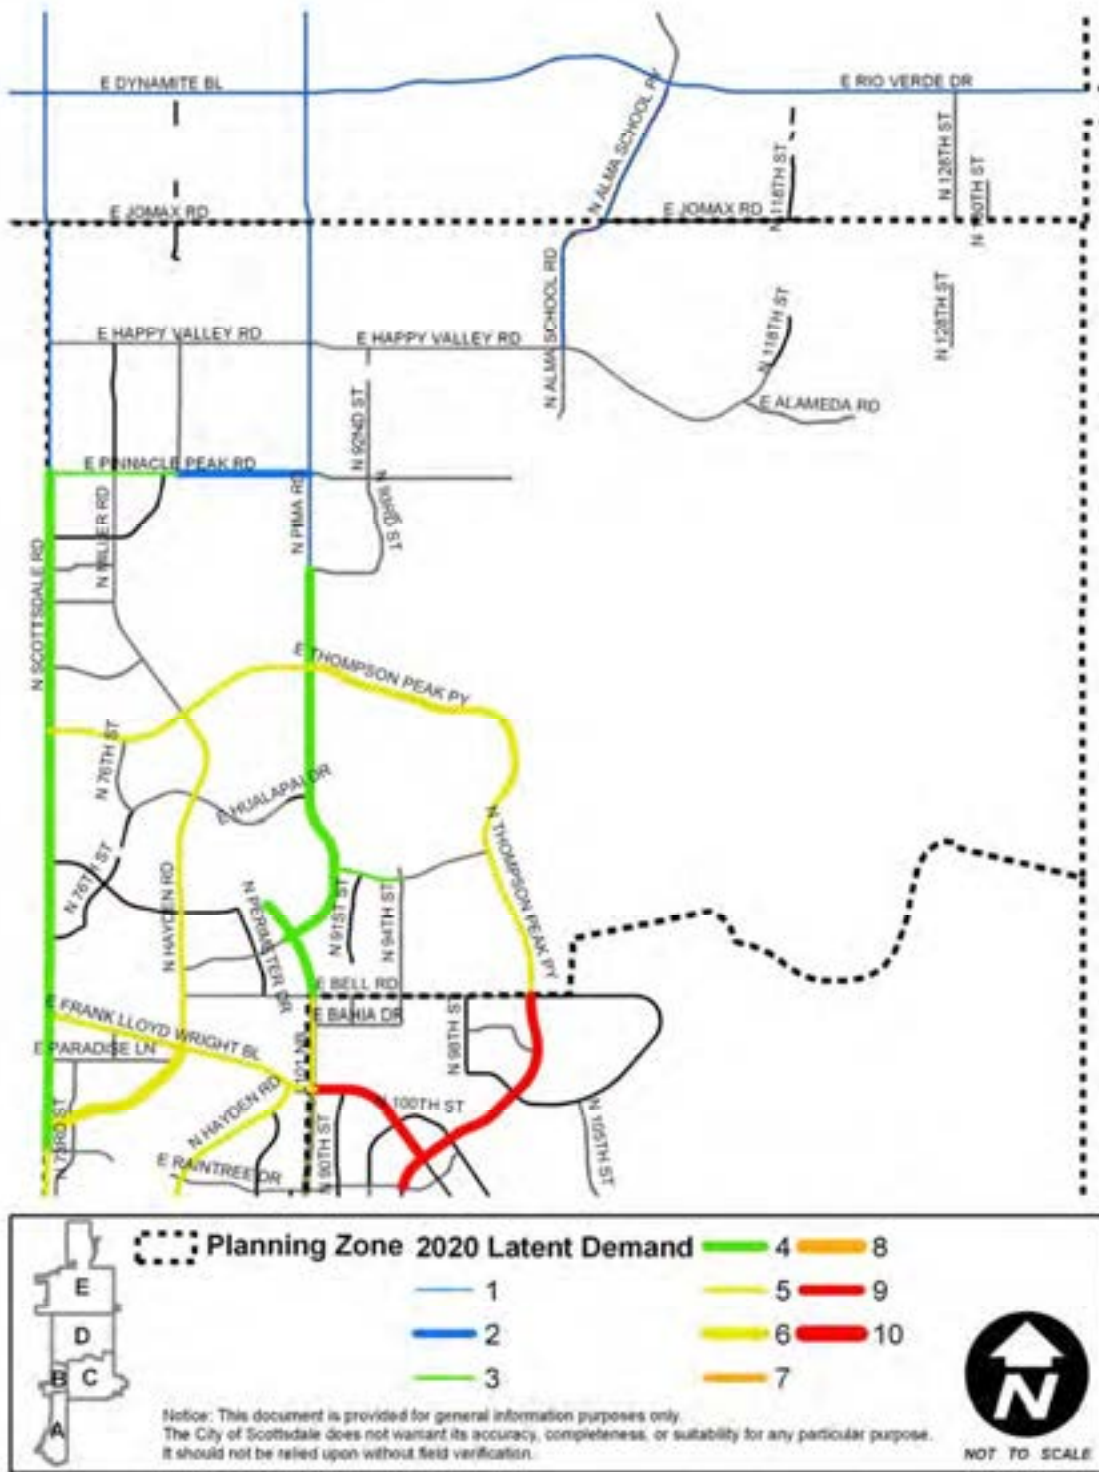 E DYNAMITE BL
E RIO VERDE DR
N ALMA SCHOOL PY
N 118TH ST
N 128TH ST
E JOMAX RD
E JOMAX RD
N ALMA SCHOOL RD
N 118TH ST
N 128TH ST
E HAPPY VALLEY RD
E HAPPY VALLEY RD
E ALAMEDA RD
N 92ND ST
E PINNACLE PEAK RD
N PIMA RD
N MILLER RD
N SCOTTSDALE RD
E THOMPSON PEAK PY
N 76TH ST
E HUALAPAI DR
N THOMPSON PEAK PY
N 76TH ST
N HAYDEN RD
N PERIMETER DR
N 91ST ST
N 94TH ST
E BELL RD
E BAHIA DR
E FRANK LLOYD WRIGHT BL
E PARADISE LN
101 NB
N 98TH ST
N HAYDEN RD
N 100TH ST
N 105TH ST
N 73RD ST
E RAINTREE DR
N 90TH ST
Planning Zone
2020 Latent Demand
1
2
3
4
5
6
7
8
9
10
E
D
B
C
A
N
NOT TO SCALE
Notice: This document is provided for general information purposes only.
The City of Scottsdale does not warrant its accuracy, completeness, or suitability for any particular purpose.
It should not be relied upon without field verification.